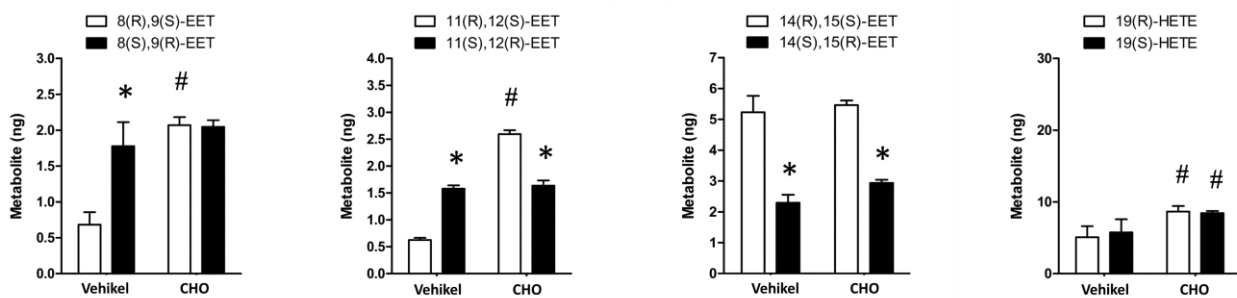 8(R),9(S)-EET
8(S),9(R)-EET
Metabolite (ng)
3.0
2.5
2.0
1.5
1.0
0.5
0.0
*
#
Vehikel
CHO
11(R),12(S)-EET
11(S),12(R)-EET
Metabolite (ng)
4.0
3.5
3.0
2.5
2.0
1.5
1.0
0.5
0.0
*
#
*
Vehikel
CHO
14(R),15(S)-EET
14(S),15(R)-EET
Metabolite (ng)
7
6
5
4
3
2
1
0
*
*
Vehikel
CHO
19(R)-HETE
19(S)-HETE
Metabolite (ng)
30
20
10
0
#
#
Vehikel
CHO